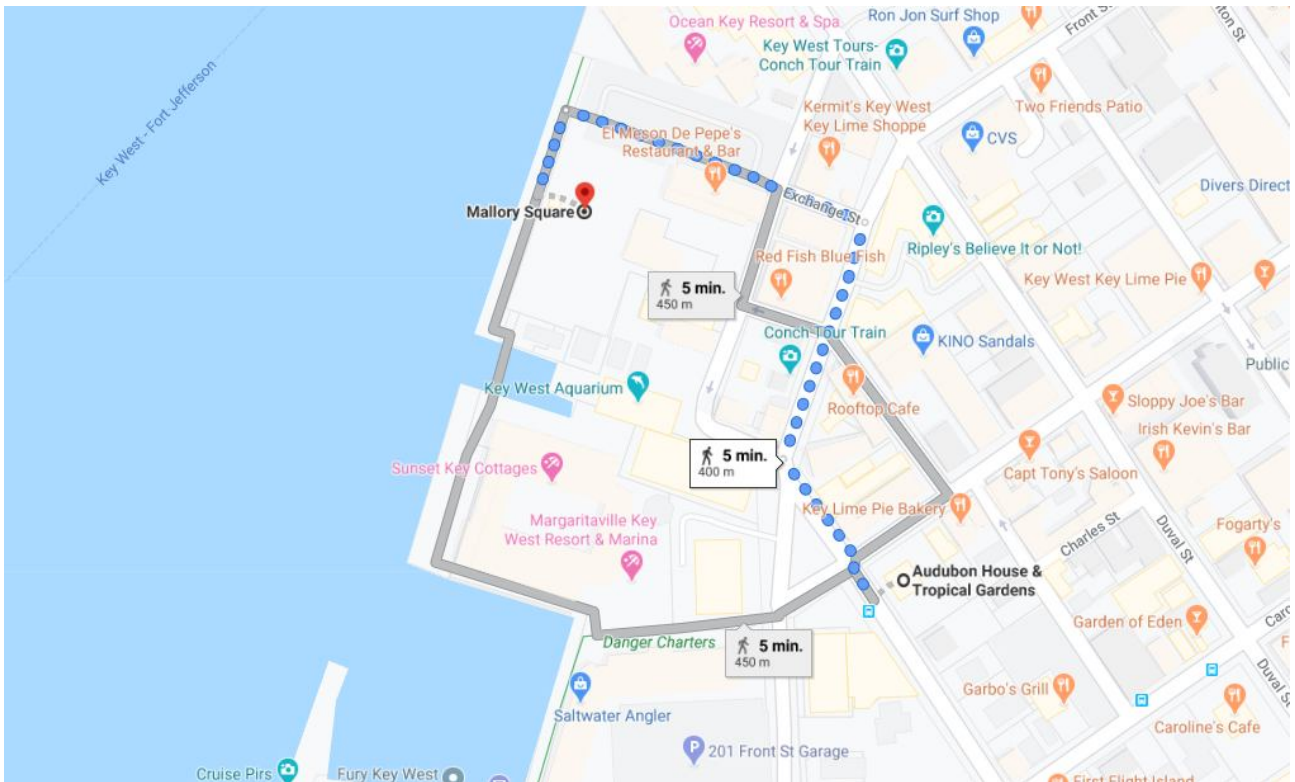 Ocean Key Resort & Spa
Ron Jon Surf Shop
Key West Tours-
Conch Tour Train
Front St
Key West - Fort Jefferson
Kermit's Key West
Key Lime Shoppe
Two Friends Patio
El Meson De Pepe's
Restaurant & Bar
CVS
Divers Direct
Mallory Square
Exchange St
Ripley's Believe It or Not!
Red Fish Blue Fish
Key West Key Lime Pie
5 min.
450 m
Conch Tour Train
KINO Sandals
Public
Key West Aquarium
Rooftop Cafe
Sloppy Joe's Bar
Irish Kevin's Bar
5 min.
400 m
Sunset Key Cottages
Capt Tony's Saloon
Key Lime Pie Bakery
Margaritaville Key
West Resort & Marina
Charles St
Duval St
Fogarty's
Audubon House &
Tropical Gardens
Danger Charters
5 min.
450 m
Garden of Eden
Duval St
Garbo's Grill
Saltwater Angler
Caroline's Cafe
201 Front St Garage
Cruise Pirs
Fury Key West
First Flight Island